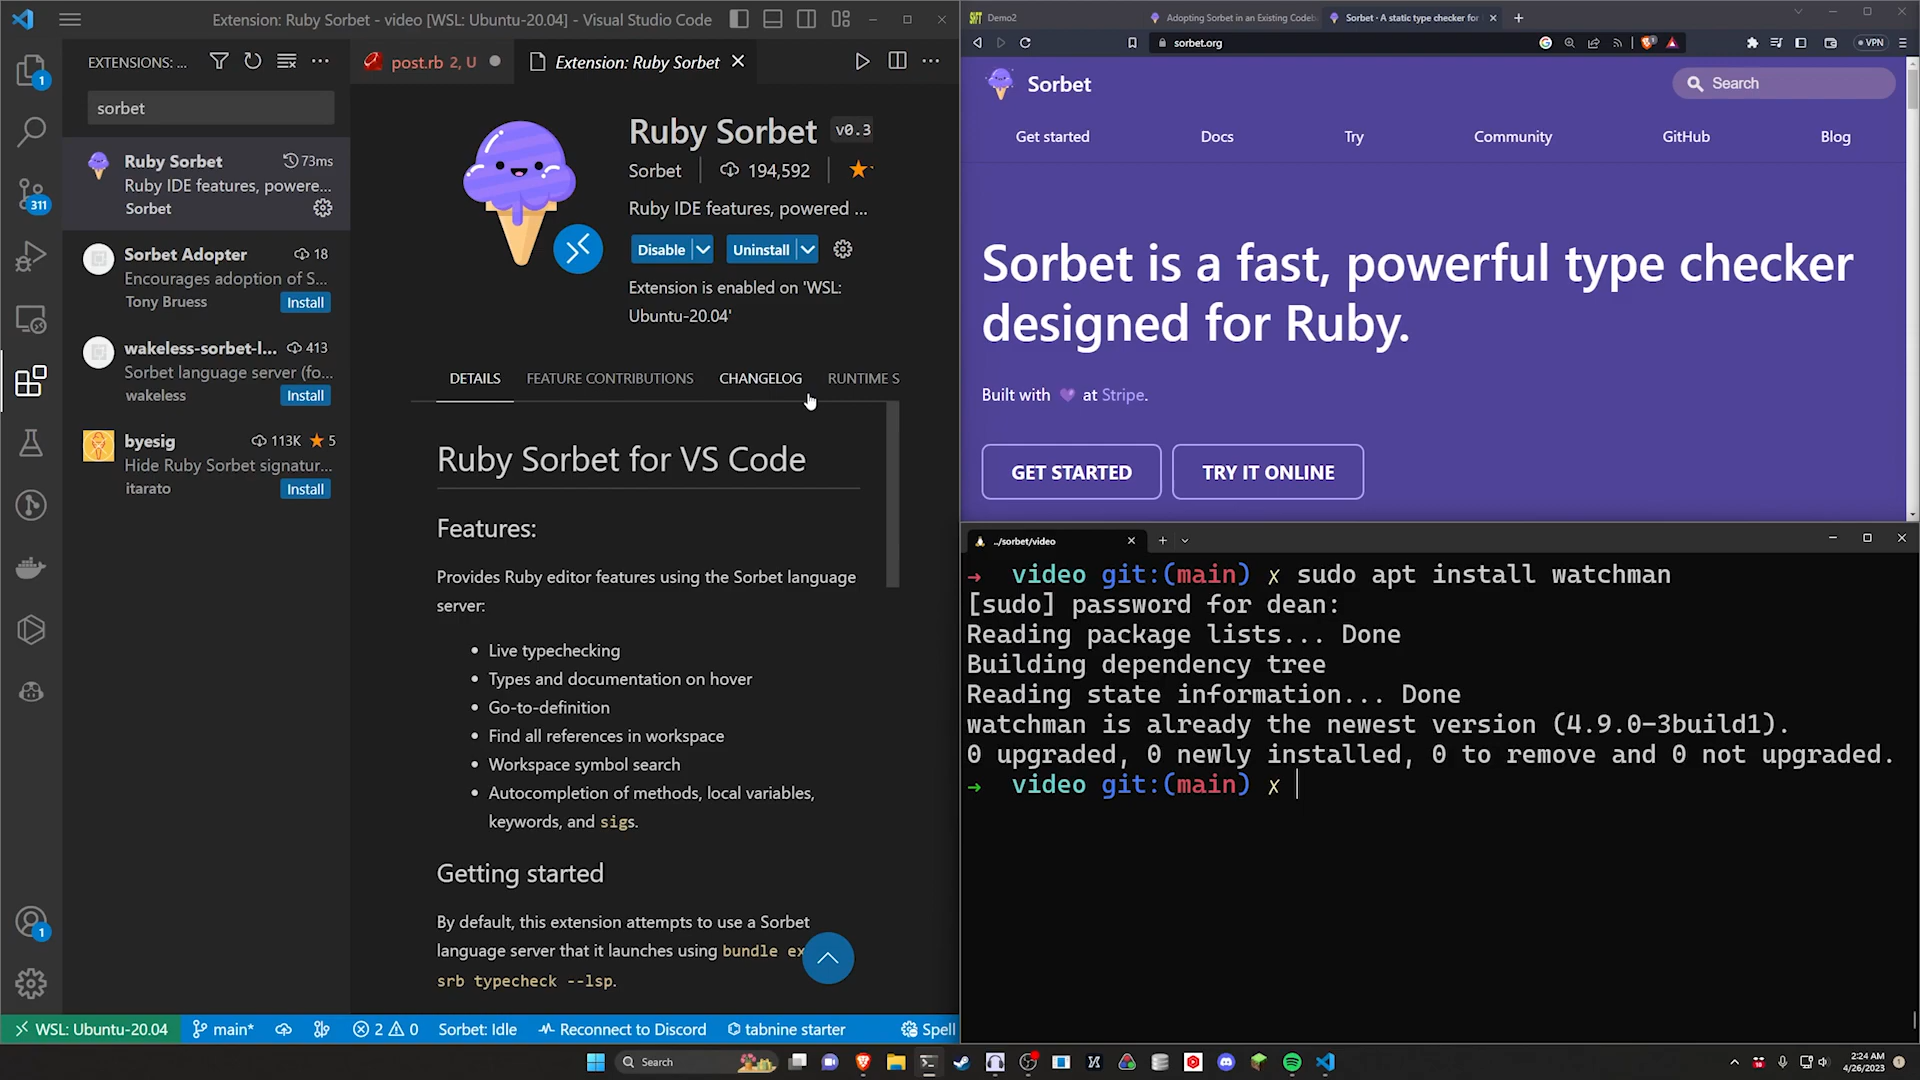 Extension: Ruby Sorbet - video [WSL: Ubuntu-20.04] - Visual Studio Code
EXTENSIONS: ...
sorbet
Ruby Sorbet 73ms
Ruby IDE features, powere...
Sorbet
Sorbet Adopter 18
Encourages adoption of S...
Tony Bruess Install
wakeless-sorbet-l... 413
Sorbet language server (fo...
wakeless Install
byesig 113K 5
Hide Ruby Sorbet signatur...
itarato Install
1
311
1
post.rb 2, U
Extension: Ruby Sorbet
Ruby Sorbet v0.3
Sorbet 194,592
Ruby IDE features, powered ...
Disable Uninstall
Extension is enabled on 'WSL:
Ubuntu-20.04'
DETAILS FEATURE CONTRIBUTIONS CHANGELOG RUNTIME S
Ruby Sorbet for VS Code
Features:
Provides Ruby editor features using the Sorbet language
server:
• Live typechecking
• Types and documentation on hover
• Go-to-definition
• Find all references in workspace
• Workspace symbol search
• Autocompletion of methods, local variables,
keywords, and sigs.
Getting started
By default, this extension attempts to use a Sorbet
language server that it launches using bundle ex
srb typecheck --lsp.
WSL: Ubuntu-20.04 main* 2 0 Sorbet: Idle Reconnect to Discord tabnine starter Spell
Demo2
Adopting Sorbet in an Existing Codeb
Sorbet · A static type checker for
sorbet.org
VPN
Sorbet
Search
Get started Docs Try Community GitHub Blog
Sorbet is a fast, powerful type checker
designed for Ruby.
Built with 💜 at Stripe.
GET STARTED TRY IT ONLINE
../sorbet/video
→ video git:(main) ✗ sudo apt install watchman
[sudo] password for dean:
Reading package lists... Done
Building dependency tree
Reading state information... Done
watchman is already the newest version (4.9.0-3build1).
0 upgraded, 0 newly installed, 0 to remove and 0 not upgraded.
→ video git:(main) ✗
Search
2:24 AM
4/26/2023